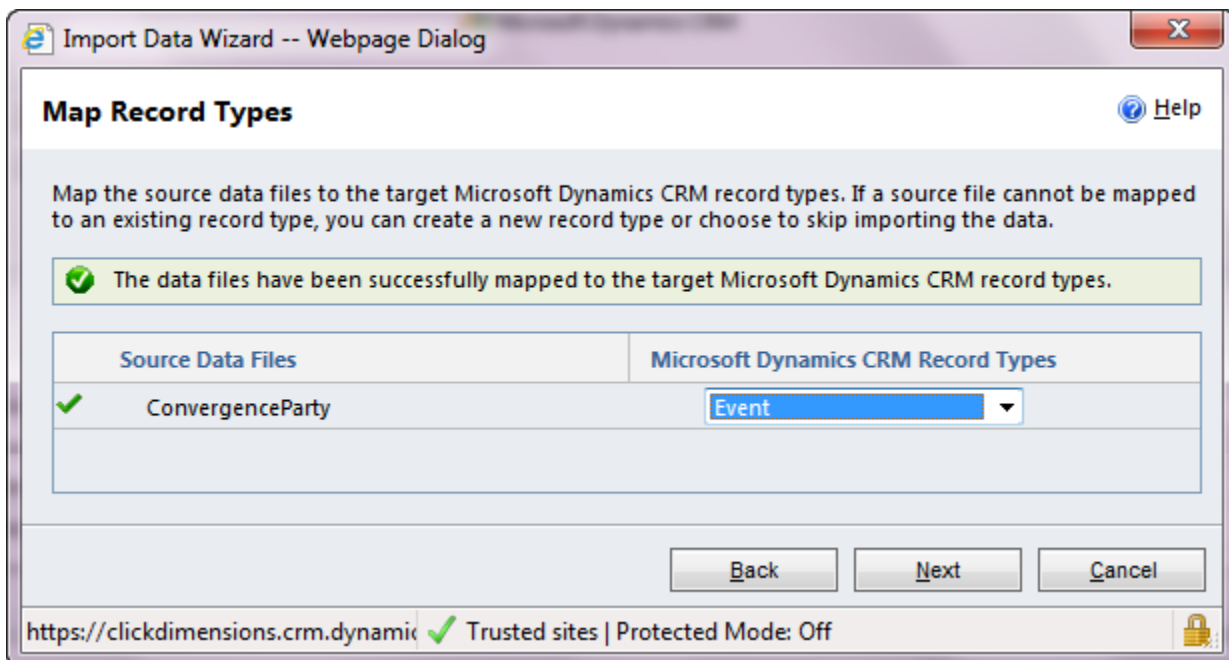 Microsoft Dynamics CRM
Import Data Wizard -- Webpage Dialog
Map Record Types
Help
Map the source data files to the target Microsoft Dynamics CRM record types. If a source file cannot be mapped
to an existing record type, you can create a new record type or choose to skip importing the data.
The data files have been successfully mapped to the target Microsoft Dynamics CRM record types.
Source Data Files
Microsoft Dynamics CRM Record Types
ConvergenceParty
Event
Back
Next
Cancel
https://clickdimensions.crm.dynamic
Trusted sites | Protected Mode: Off